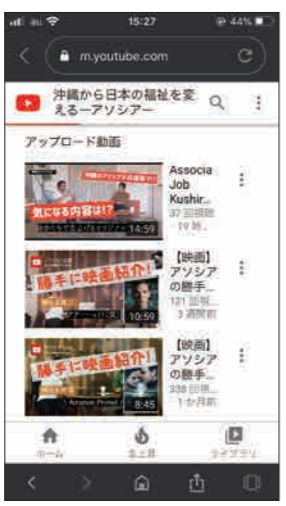 au
15:27
44%
m.youtube.com
沖縄から日本の福祉を変
えるーアソシアー
アップロード動画
気になる内容は!?
14:59
Associa
Job
Kushir...
37 回視聴
· 19 時...
勝手に映画紹介!
10:59
【映画】
アソシア
の勝手...
121 回視...
3 週間前
勝手に映画紹介!
Amazon Prime
8:45
【映画】
アソシア
の勝手...
338 回視...
1 か月前
ホーム
急上昇
ライブラリ